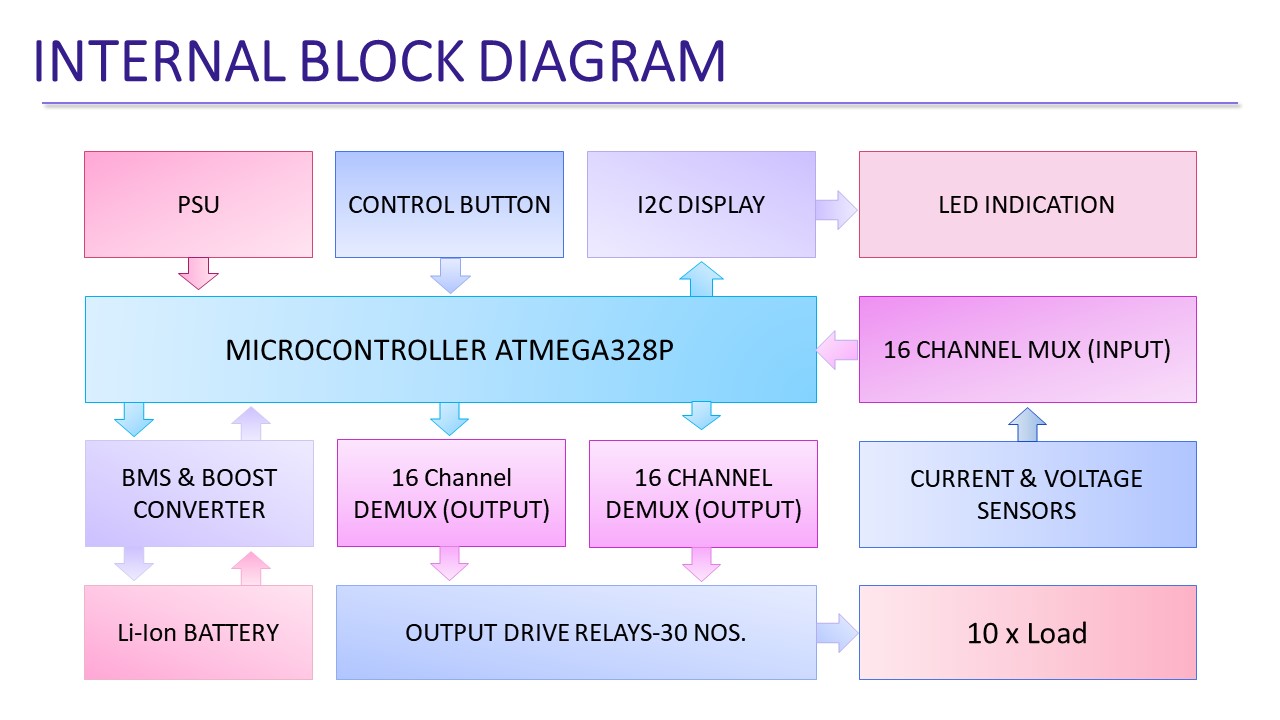 INTERNAL BLOCK DIAGRAM
PSU
CONTROL BUTTON
I2C DISPLAY
LED INDICATION
MICROCONTROLLER ATMEGA328P
16 CHANNEL MUX (INPUT)
BMS & BOOST
CONVERTER
16 Channel
DEMUX (OUTPUT)
16 CHANNEL
DEMUX (OUTPUT)
CURRENT & VOLTAGE
SENSORS
Li-Ion BATTERY
OUTPUT DRIVE RELAYS-30 NOS.
10 x Load